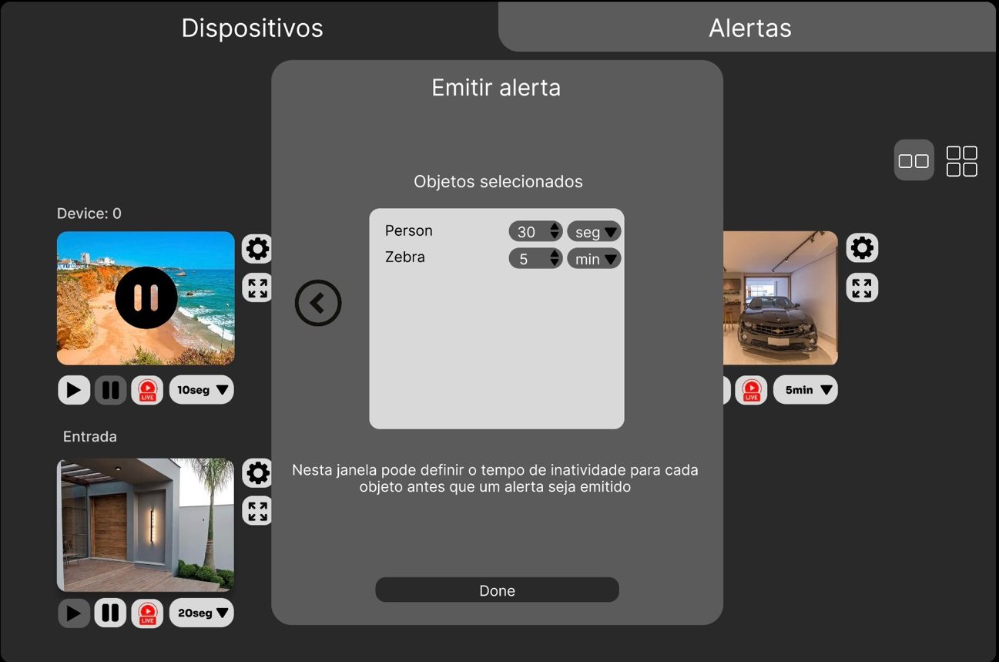 Dispositivos
Alertas
Emitir alerta
Objetos selecionados
Device: 0
Person 30 seg
Zebra 5 min
LIVE
10seg
LIVE
5min
Entrada
Nesta janela pode definir o tempo de inatividade para cada
objeto antes que um alerta seja emitido
Done
LIVE
20seg